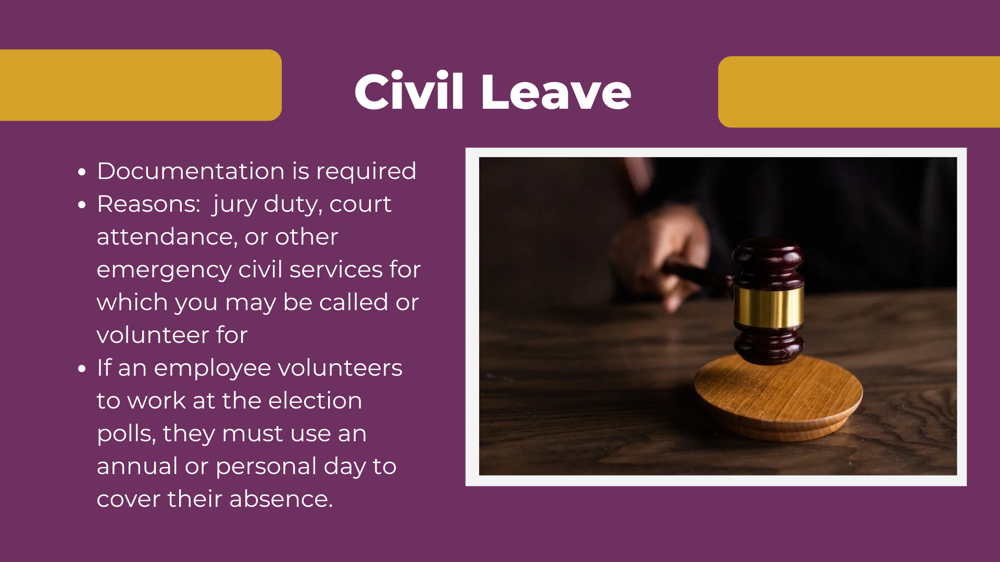 Civil Leave
• Documentation is required
• Reasons:  jury duty, court
attendance, or other
emergency civil services for
which you may be called or
volunteer for
• If an employee volunteers
to work at the election
polls, they must use an
annual or personal day to
cover their absence.